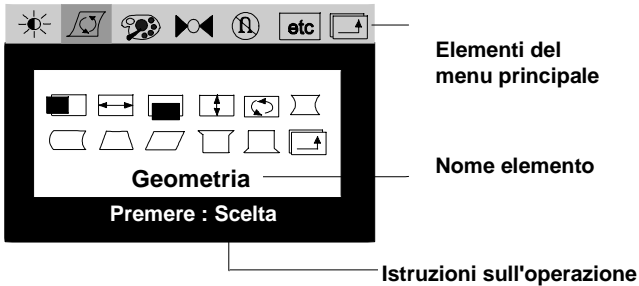 etc
Elementi del
menu principale
Nome elemento
Geometria
Premere : Scelta
Istruzioni sull'operazione